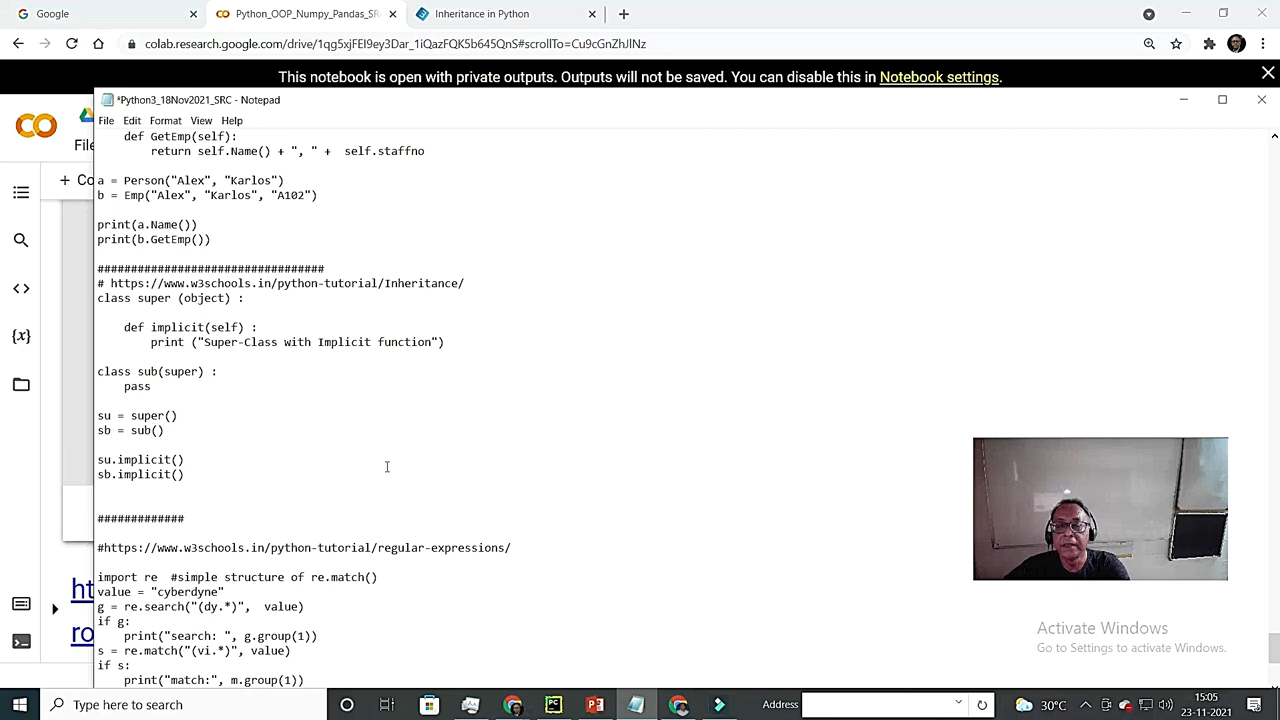 Google
Python_OOP_Numpy_Pandas_SR
Inheritance in Python
colab.research.google.com/drive/1qg5xjFEI9ey3Dar_1iQazFQK5b645QnS#scrollTo=Cu9cGnZhJlNz
This notebook is open with private outputs. Outputs will not be saved. You can disable this in Notebook settings.
*Python3_18Nov2021_SRC - Notepad
File Edit Format View Help
File
+ Co
def GetEmp(self):
return self.Name() + ", " + self.staffno
a = Person("Alex", "Karlos")
b = Emp("Alex", "Karlos", "A102")
print(a.Name())
print(b.GetEmp())
##################################
# https://www.w3schools.in/python-tutorial/Inheritance/
class super (object) :
def implicit(self) :
print ("Super-Class with Implicit function")
class sub(super) :
pass
su = super()
sb = sub()
su.implicit()
sb.implicit()
#############
#https://www.w3schools.in/python-tutorial/regular-expressions/
import re #simple structure of re.match()
value = "cyberdyne"
g = re.search("(dy.*)", value)
if g:
print("search: ", g.group(1))
s = re.match("(vi.*)", value)
if s:
print("match:", m.group(1))
ht
ro
Activate Windows
Go to Settings to activate Windows.
Type here to search
Address
30°C
15:05
23-11-2021